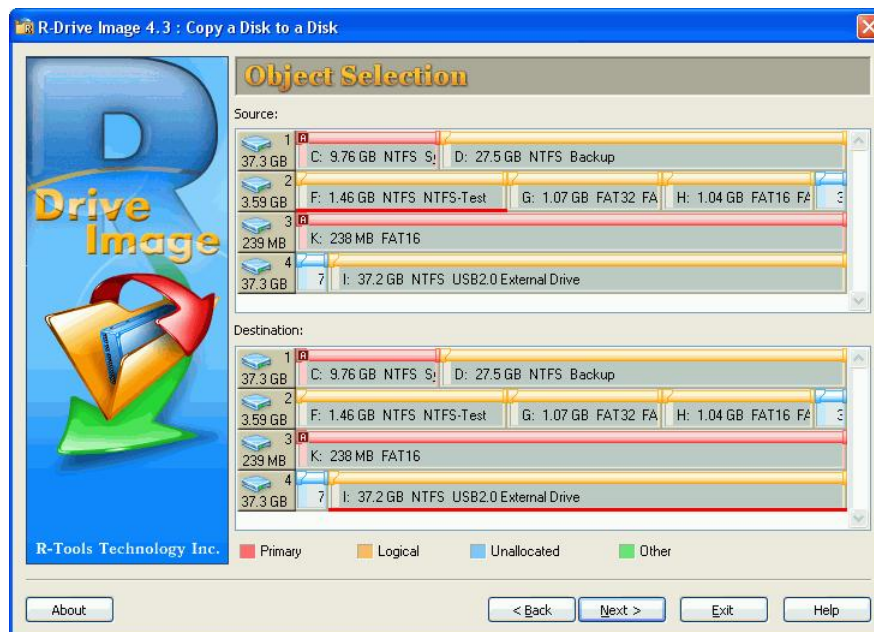 R-Drive Image 4.3 : Copy a Disk to a Disk
Object Selection
R
Drive
Image
R-Tools Technology Inc.
Source:
1
37.3 GB
A
C: 9.76 GB NTFS
D: 27.5 GB NTFS Backup
2
3.59 GB
F: 1.46 GB NTFS NTFS-Test
G: 1.07 GB FAT32 FA
H: 1.04 GB FAT16 FA
3
239 MB
A
K: 238 MB FAT16
4
37.3 GB
7
I: 37.2 GB NTFS USB2.0 External Drive
Destination:
1
37.3 GB
A
C: 9.76 GB NTFS
D: 27.5 GB NTFS Backup
2
3.59 GB
F: 1.46 GB NTFS NTFS-Test
G: 1.07 GB FAT32 FA
H: 1.04 GB FAT16 FA
3
239 MB
A
K: 238 MB FAT16
4
37.3 GB
7
I: 37.2 GB NTFS USB2.0 External Drive
Primary
Logical
Unallocated
Other
About
< Back
Next >
Exit
Help